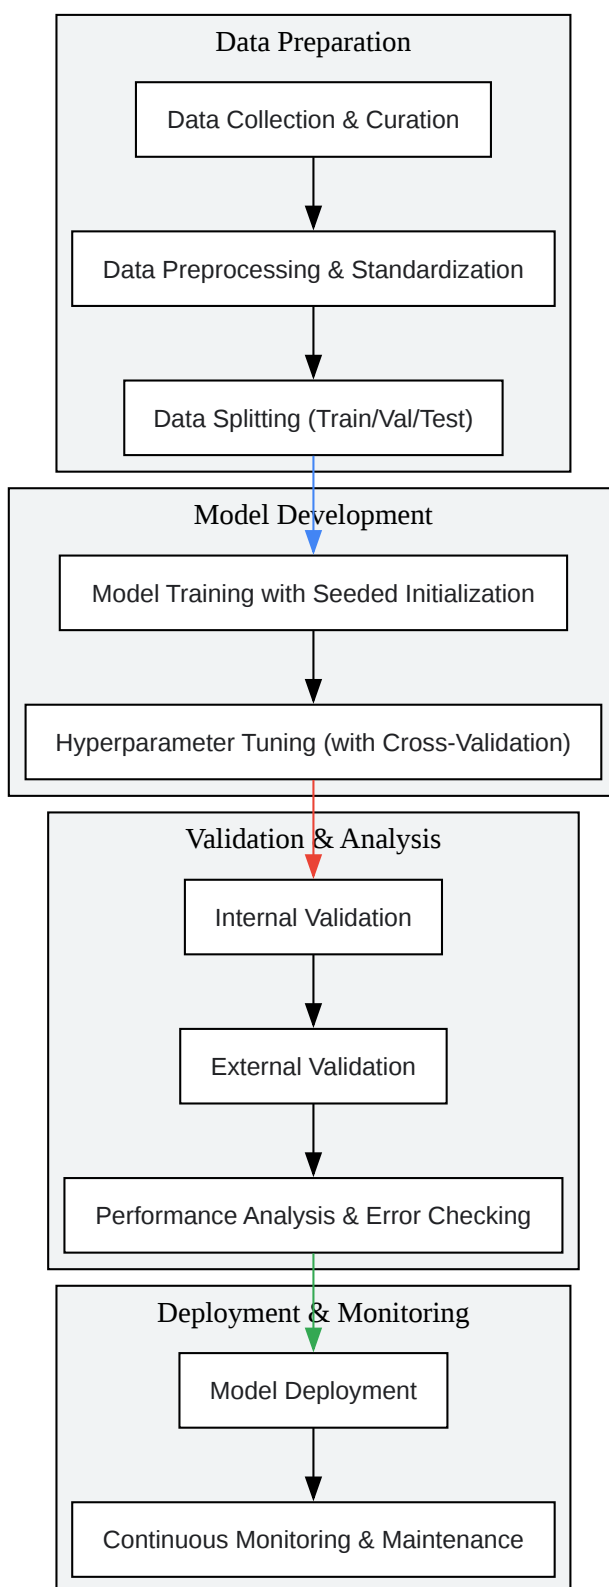 Data Preparation
Data Collection & Curation
Data Preprocessing & Standardization
Data Splitting (Train/Val/Test)
Model Development
Model Training with Seeded Initialization
Hyperparameter Tuning (with Cross-Validation)
Validation & Analysis
Internal Validation
External Validation
Performance Analysis & Error Checking
Deployment & Monitoring
Model Deployment
Continuous Monitoring & Maintenance